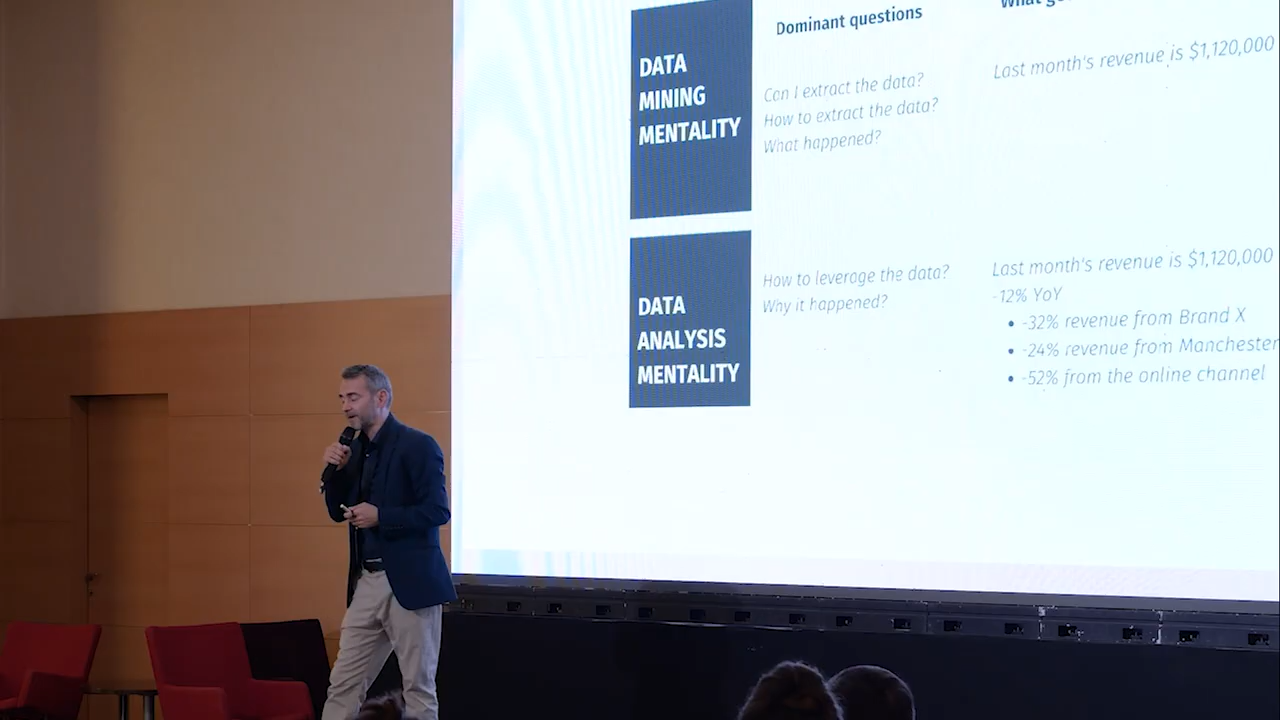 Dominant questions
DATA
MINING
MENTALITY
Can I extract the data?
How to extract the data?
What happened?
Last month's revenue is $1,120,000
DATA
ANALYSIS
MENTALITY
How to leverage the data?
Why it happened?
Last month's revenue is $1,120,000
-12% YoY
• -32% revenue from Brand X
• -24% revenue from Manchester
• -52% from the online channel